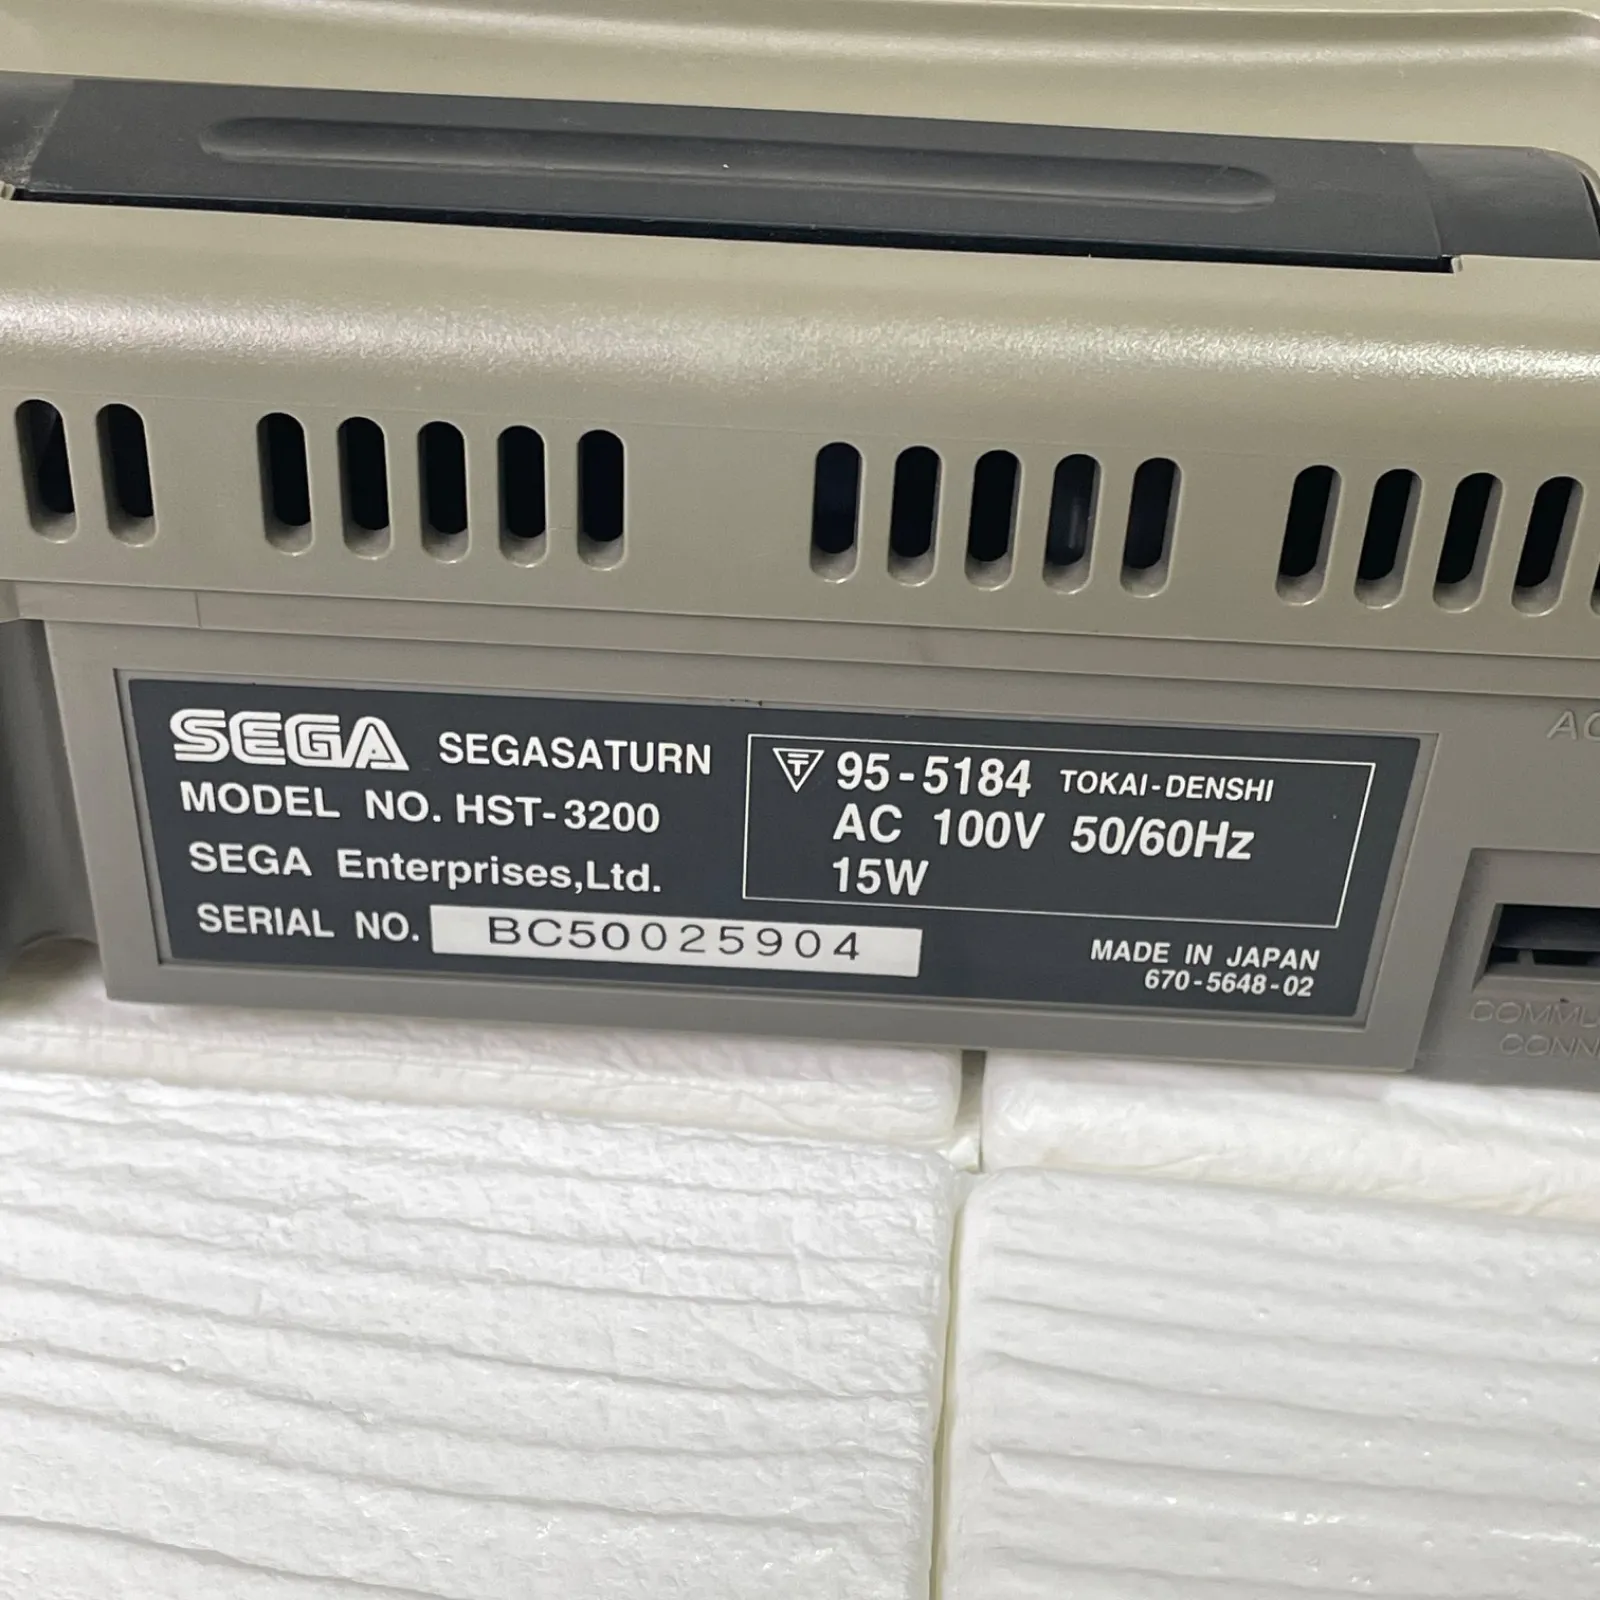 SEGA SEGASATURN
MODEL NO. HST-3200
SEGA Enterprises,Ltd.
SERIAL NO. BC50025904
95-5184 TOKAI-DENSHI
AC 100V 50/60Hz
15W
MADE IN JAPAN
670-5648-02
AC